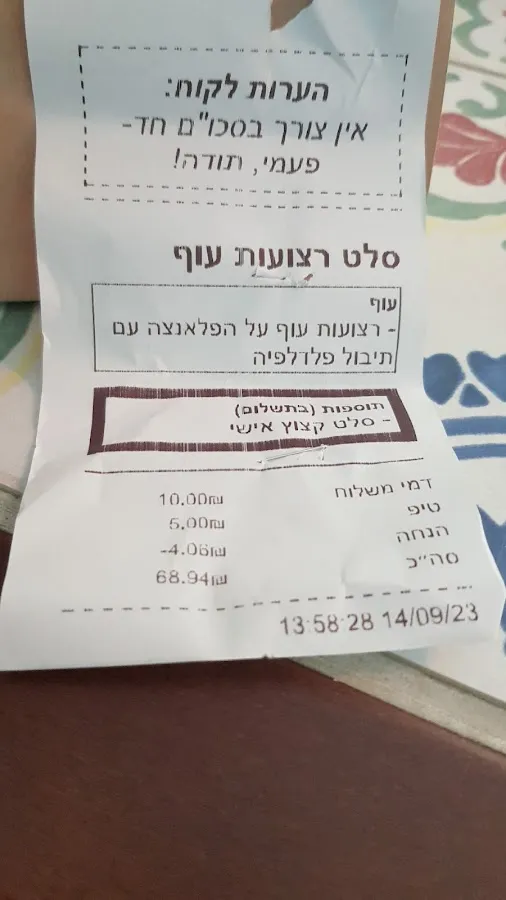 הערות לקוח:
אין צורך בסכו"ם חד-
פעמי, תודה!
סלט רצועות עוף
עוף
- רצועות עוף על הפלאנצה עם
תיבול פלדלפיה
תוספות (בתשלום)
- סלט קצוץ אישי
דמי משלוח 10.00₪
טיפ 5.00₪
הנחה -4.06₪
סה"כ 68.94₪
13:58:28 14/09/23